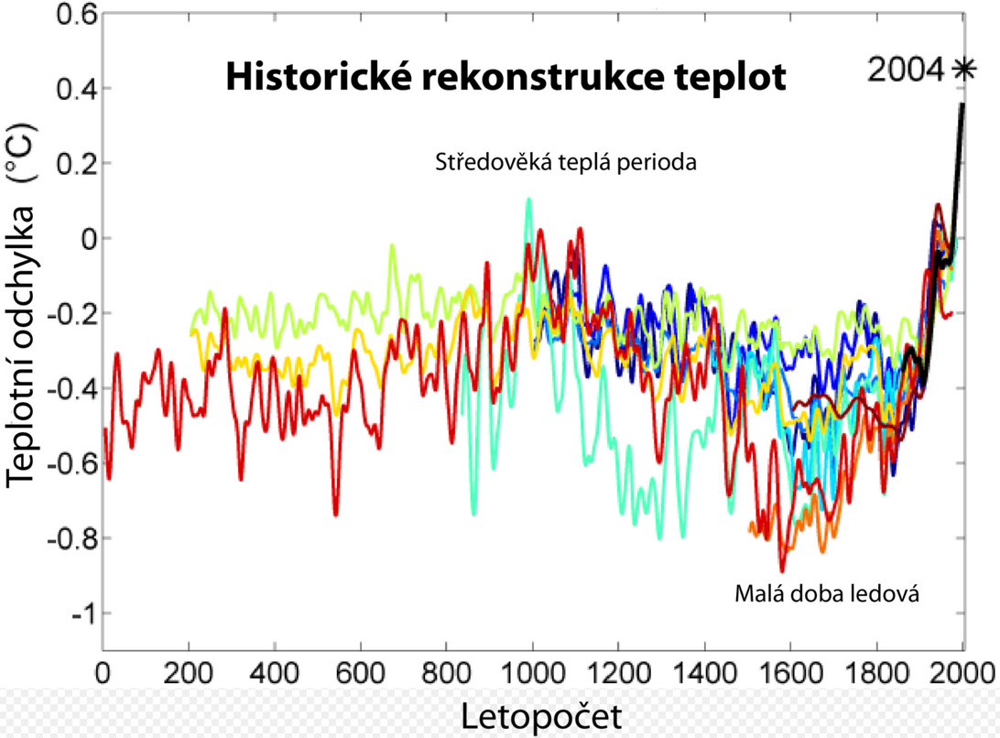 Historické rekonstrukce teplot
2004
Středověká teplá perioda
Malá doba ledová
Teplotní odchylka (°C)
0.6
0.4
0.2
0
-0.2
-0.4
-0.6
-0.8
-1
0 200 400 600 800 1000 1200 1400 1600 1800 2000
Letopočet